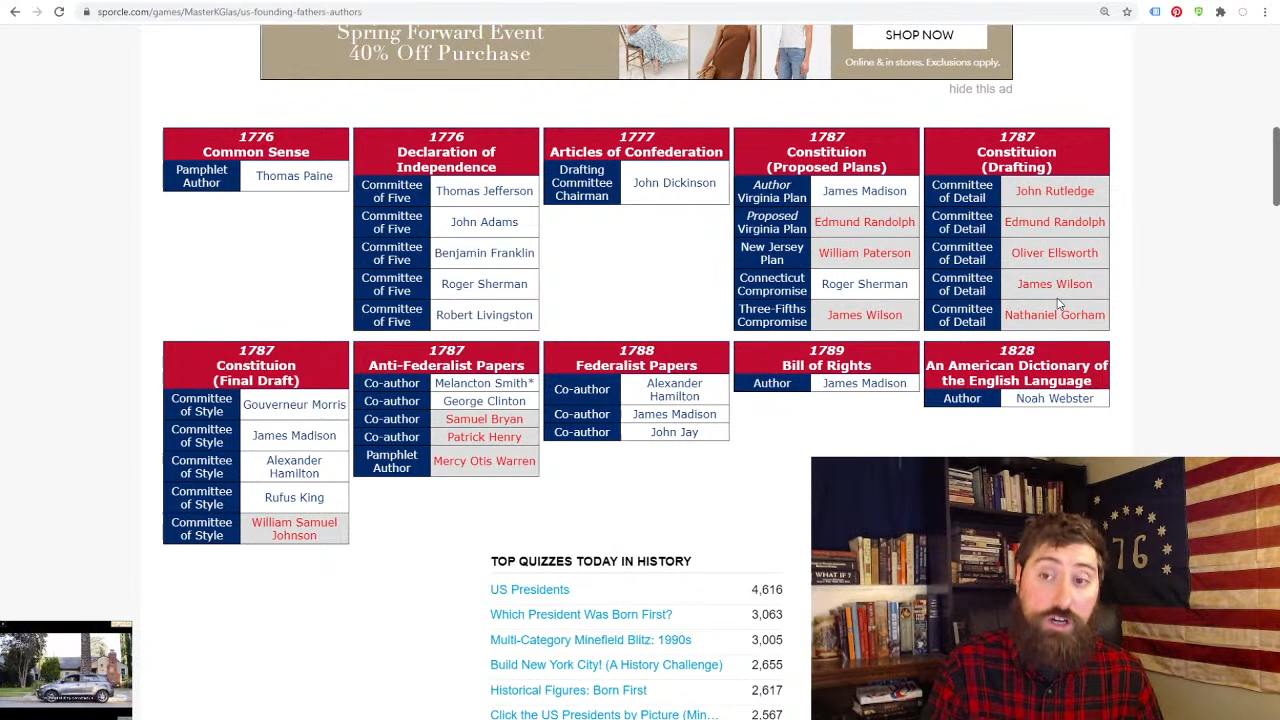 sporcle.com/games/MasterKGlas/us-founding-fathers-authors
Spring Forward Event
40% Off Purchase
SHOP NOW
Online & in stores. Exclusions apply.
hide this ad
1776
Common Sense
Pamphlet Author
Thomas Paine
1776
Declaration of
Independence
Committee of Five
Thomas Jefferson
Committee of Five
John Adams
Committee of Five
Benjamin Franklin
Committee of Five
Roger Sherman
Committee of Five
Robert Livingston
1777
Articles of Confederation
Drafting Committee Chairman
John Dickinson
1787
Constituion
(Proposed Plans)
Author Virginia Plan
James Madison
Proposed Virginia Plan
Edmund Randolph
New Jersey Plan
William Paterson
Connecticut Compromise
Roger Sherman
Three-Fifths Compromise
James Wilson
1787
Constituion
(Drafting)
Committee of Detail
John Rutledge
Committee of Detail
Edmund Randolph
Committee of Detail
Oliver Ellsworth
Committee of Detail
James Wilson
Committee of Detail
Nathaniel Gorham
1787
Constituion
(Final Draft)
Committee of Style
Gouverneur Morris
Committee of Style
James Madison
Committee of Style
Alexander Hamilton
Committee of Style
Rufus King
Committee of Style
William Samuel Johnson
1787
Anti-Federalist Papers
Co-author
Melancton Smith*
Co-author
George Clinton
Co-author
Samuel Bryan
Co-author
Patrick Henry
Pamphlet Author
Mercy Otis Warren
1788
Federalist Papers
Co-author
Alexander Hamilton
Co-author
James Madison
Co-author
John Jay
1789
Bill of Rights
Author
James Madison
1828
An American Dictionary of
the English Language
Author
Noah Webster
TOP QUIZZES TODAY IN HISTORY
US Presidents 4,616
Which President Was Born First? 3,063
Multi-Category Minefield Blitz: 1990s 3,005
Build New York City! (A History Challenge) 2,655
Historical Figures: Born First 2,617
Click the US Presidents by Picture (Min… 2,567
WHAT IF ?
76